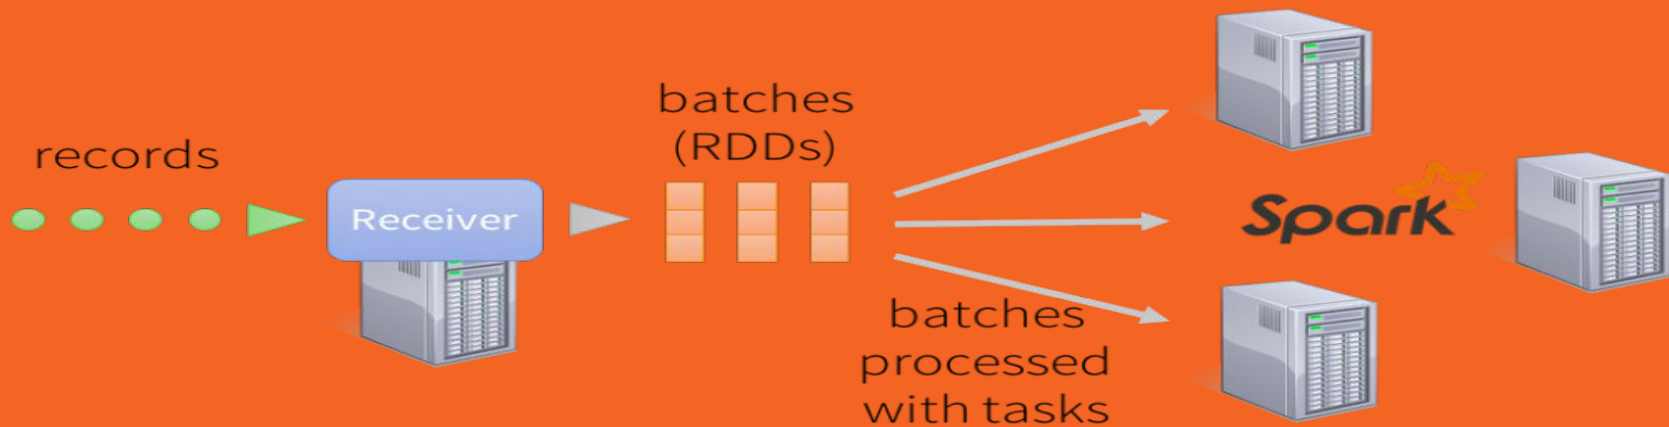 records
Receiver
batches
(RDDs)
batches
processed
with tasks
Spark